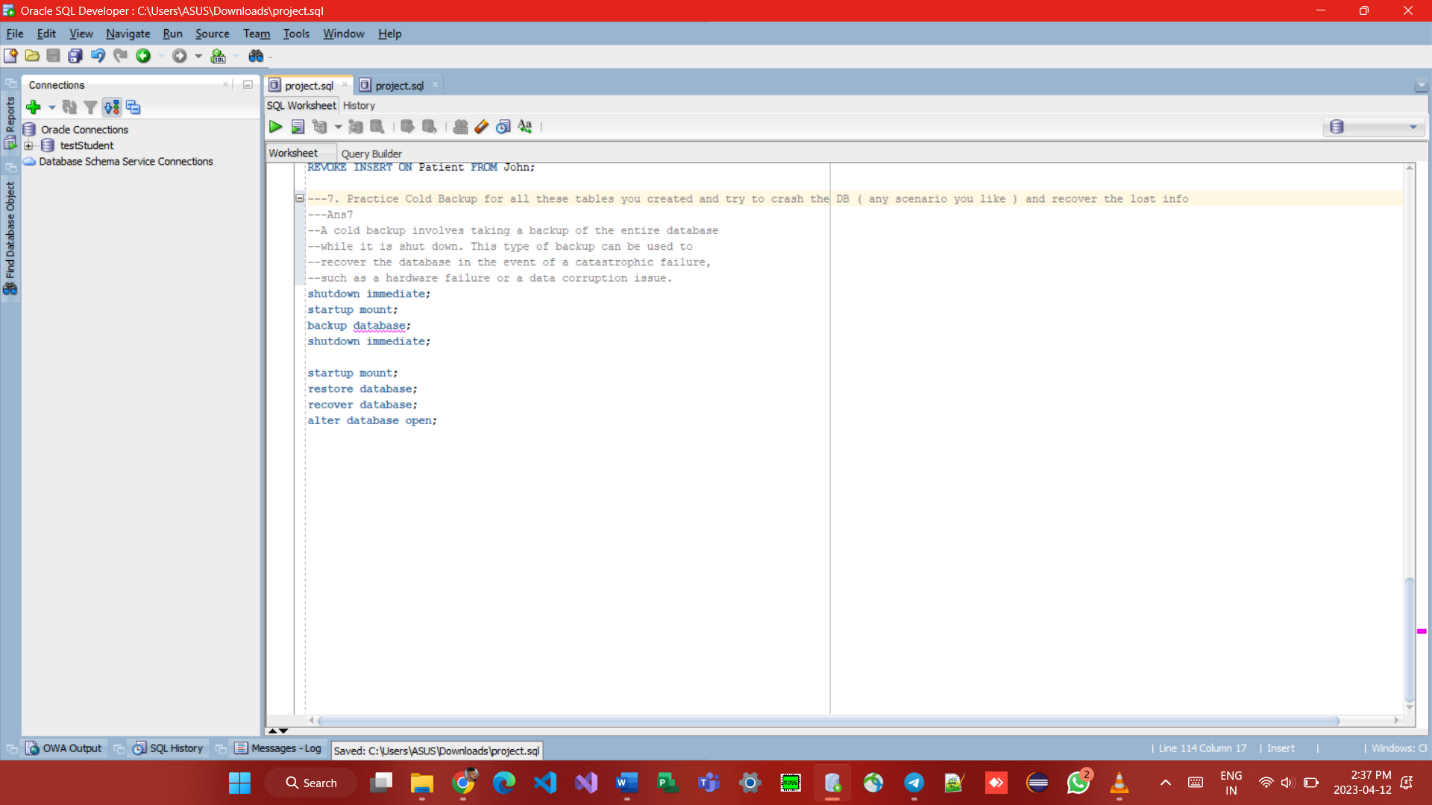 Oracle SQL Developer : C:\Users\ASUS\Downloads\project.sql
File Edit View Navigate Run Source Team Tools Window Help
Connections
project.sql
project.sql
SQL Worksheet History
Reports
Find Database Object
Oracle Connections
testStudent
Database Schema Service Connections
Worksheet Query Builder
REVOKE INSERT ON Patient FROM John;
---7. Practice Cold Backup for all these tables you created and try to crash the DB ( any scenario you like ) and recover the lost info
---Ans7
--A cold backup involves taking a backup of the entire database
--while it is shut down. This type of backup can be used to
--recover the database in the event of a catastrophic failure,
--such as a hardware failure or a data corruption issue.
shutdown immediate;
startup mount;
backup database;
shutdown immediate;
startup mount;
restore database;
recover database;
alter database open;
OWA Output SQL History Messages - Log Saved: C:\Users\ASUS\Downloads\project.sql
| Line 114 Column 17 | Insert | | Windows: CF
Search
2
ENG
IN
2:37 PM
2023-04-12